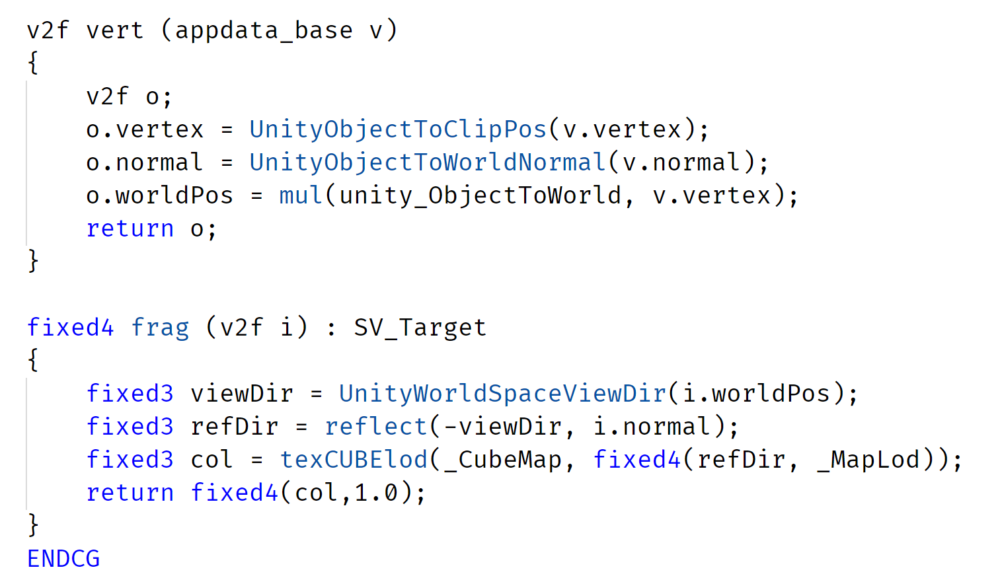 v2f vert (appdata_base v)
{
    v2f o;
    o.vertex = UnityObjectToClipPos(v.vertex);
    o.normal = UnityObjectToWorldNormal(v.normal);
    o.worldPos = mul(unity_ObjectToWorld, v.vertex);
    return o;
}

fixed4 frag (v2f i) : SV_Target
{
    fixed3 viewDir = UnityWorldSpaceViewDir(i.worldPos);
    fixed3 refDir = reflect(-viewDir, i.normal);
    fixed3 col = texCUBElod(_CubeMap, fixed4(refDir, _MapLod));
    return fixed4(col,1.0);
}
ENDCG